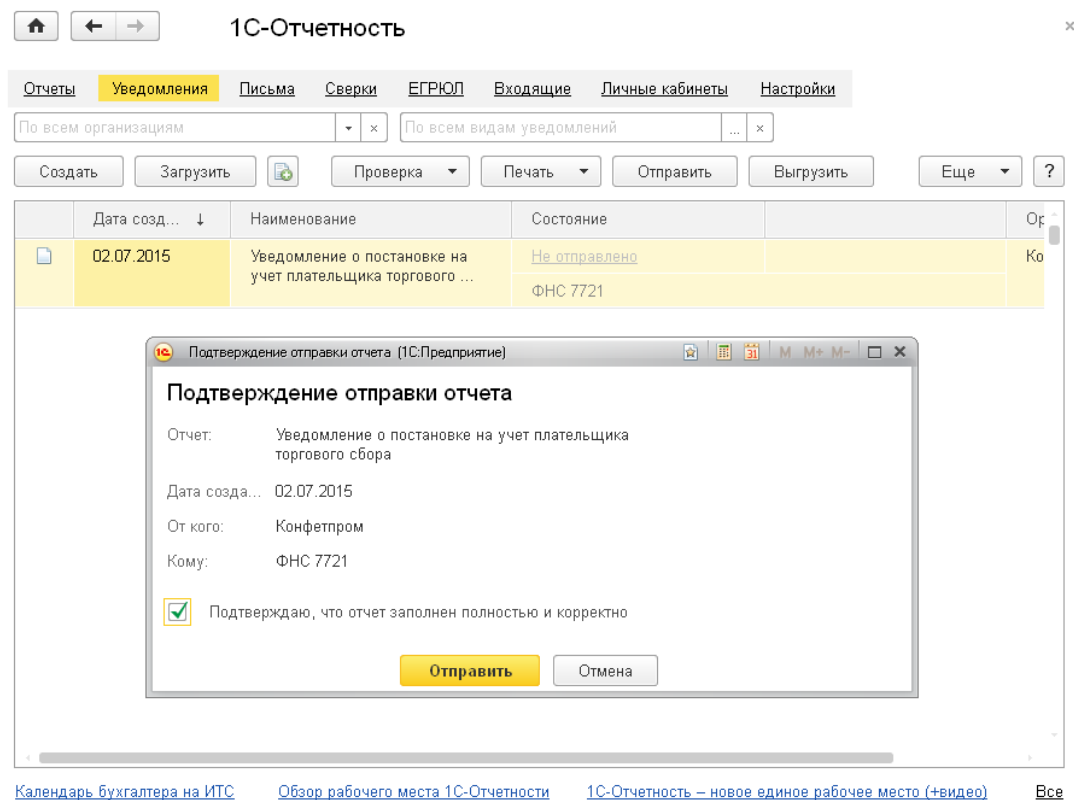 1С-Отчетность
Отчеты Уведомления Письма Сверки ЕГРЮЛ Входящие Личные кабинеты Настройки
По всем организациям По всем видам уведомлений ...
Создать Загрузить Проверка Печать Отправить Выгрузить Еще ?
Дата созд... ↓ Наименование Состояние Ор
02.07.2015 Уведомление о постановке на Не отправлено Ко
учет плательщика торгового ...
ФНС 7721
1С Подтверждение отправки отчета (1С:Предприятие) 31 M M+ M-
Подтверждение отправки отчета
Отчет: Уведомление о постановке на учет плательщика
торгового сбора
Дата созда... 02.07.2015
От кого: Конфетпром
Кому: ФНС 7721
Подтверждаю, что отчет заполнен полностью и корректно
Отправить Отмена
Календарь бухгалтера на ИТС Обзор рабочего места 1С-Отчетности 1С-Отчетность – новое единое рабочее место (+видео) Все